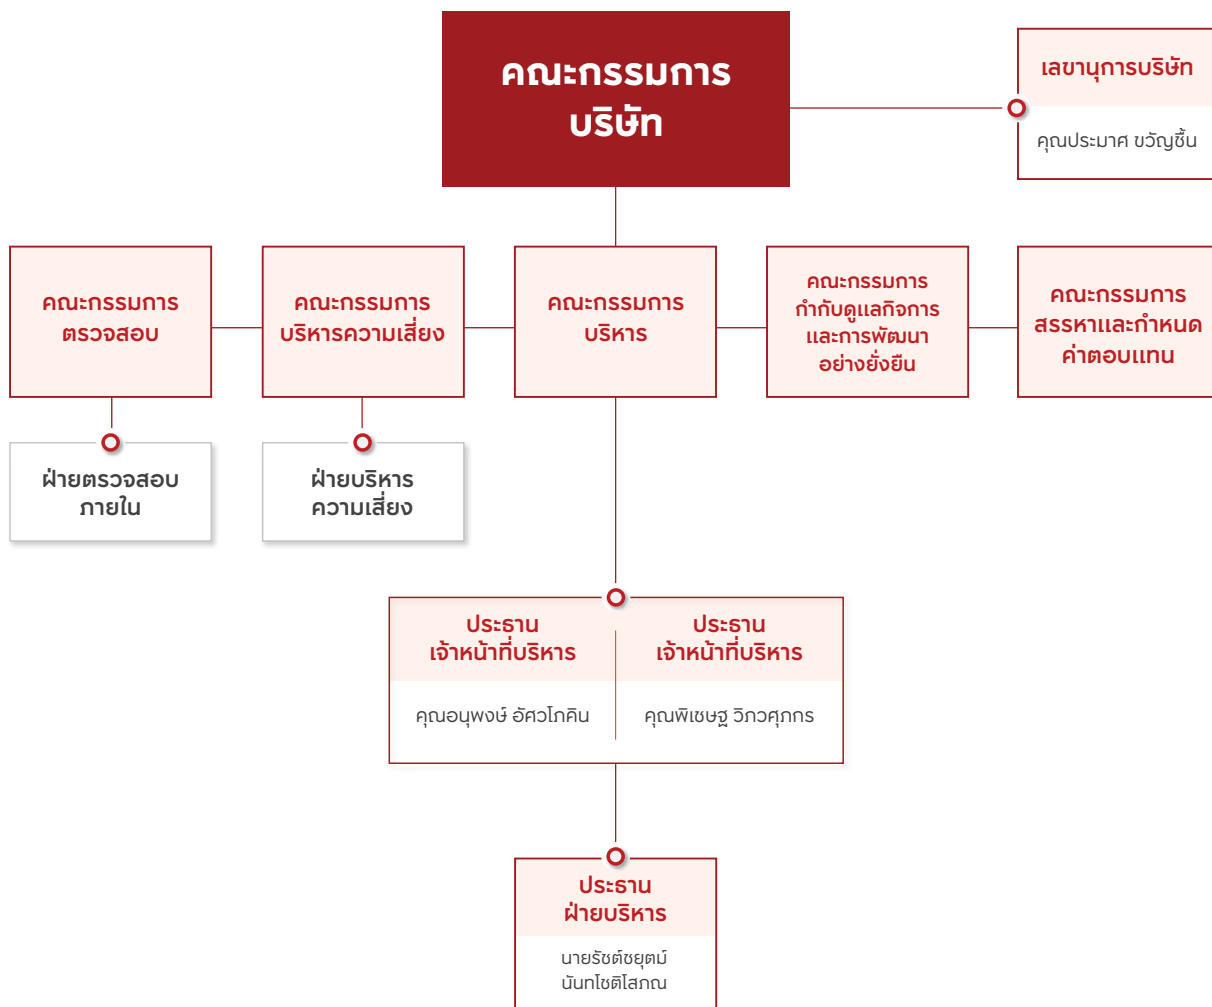 คณะกรรมการ
บริษัท
เลขานุการบริษัท
คุณประมาศ ขวัญชื้น
คณะกรรมการ
ตรวจสอบ
คณะกรรมการ
บริหารความเสี่ยง
คณะกรรมการ
บริหาร
คณะกรรมการ
กำกับดูแลกิจการ
และการพัฒนา
อย่างยั่งยืน
คณะกรรมการ
สรรหาและกำหนด
ค่าตอบแทน
ฝ่ายตรวจสอบ
ภายใน
ฝ่ายบริหาร
ความเสี่ยง
ประธาน
เจ้าหน้าที่บริหาร
คุณอนุพงษ์ อัศวโภคิน
ประธาน
เจ้าหน้าที่บริหาร
คุณพิเชษฐ วิภวศุภกร
ประธาน
ฝ่ายบริหาร
นายรัชต์ชยุตม์
นันทโชติโสภณ